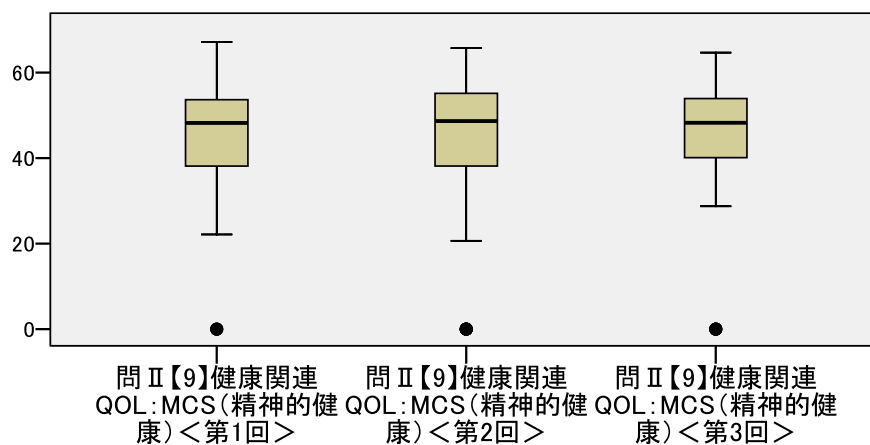 60
40
20
0
問Ⅱ【9】健康関連
QOL:MCS(精神的健
康)<第1回>
問Ⅱ【9】健康関連
QOL:MCS(精神的健
康)<第2回>
問Ⅱ【9】健康関連
QOL:MCS(精神的健
康)<第3回>